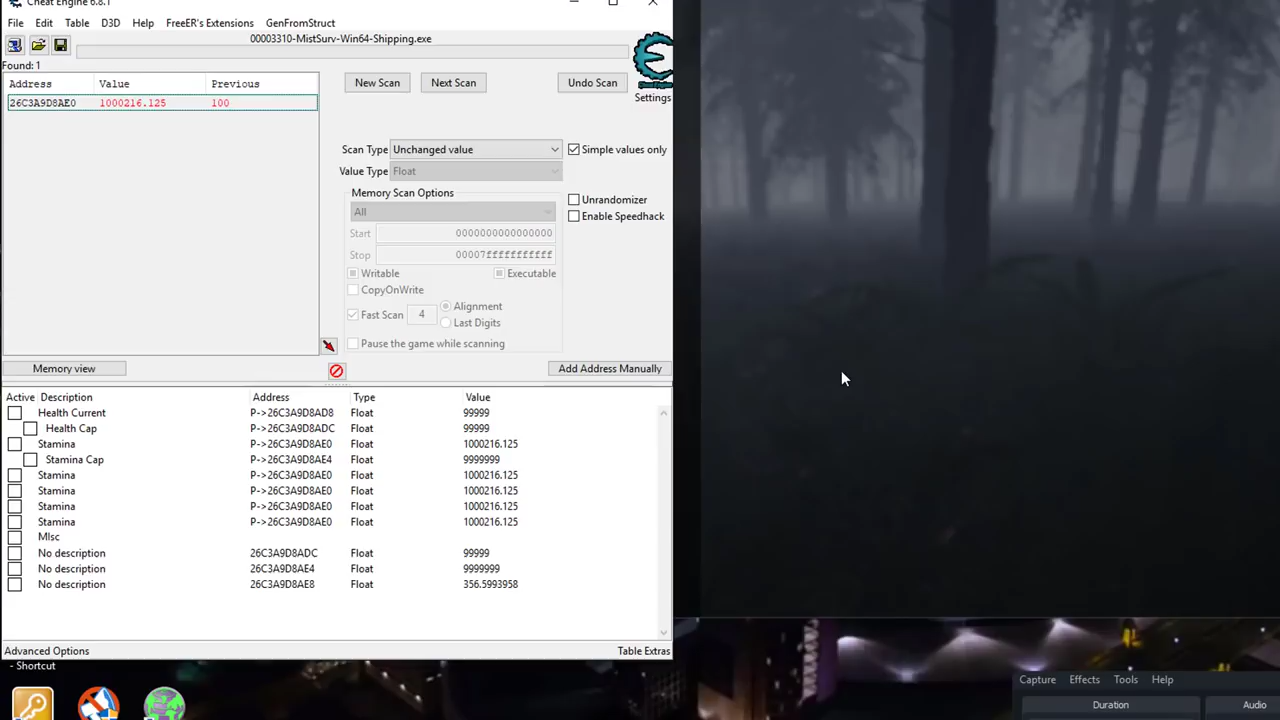 Cheat Engine 6.8.1
File Edit Table D3D Help FreeER's Extensions GenFromStruct
00003310-MistSurv-Win64-Shipping.exe
Found: 1
Address Value Previous
26C3A9D8AE0 1000216.125 100
New Scan Next Scan Undo Scan
Cheat Engine
Settings
Scan Type Unchanged value Simple values only
Value Type Float
Memory Scan Options
All
Unrandomizer
Enable Speedhack
Start 0000000000000000
Stop 00007fffffffffff
Writable Executable
CopyOnWrite
Fast Scan 4 Alignment
Last Digits
Pause the game while scanning
Memory view Add Address Manually
Active Description Address Type Value
Health Current P->26C3A9D8AD8 Float 99999
Health Cap P->26C3A9D8ADC Float 99999
Stamina P->26C3A9D8AE0 Float 1000216.125
Stamina Cap P->26C3A9D8AE4 Float 9999999
Stamina P->26C3A9D8AE0 Float 1000216.125
Stamina P->26C3A9D8AE0 Float 1000216.125
Stamina P->26C3A9D8AE0 Float 1000216.125
Stamina P->26C3A9D8AE0 Float 1000216.125
MIsc
No description 26C3A9D8ADC Float 99999
No description 26C3A9D8AE4 Float 9999999
No description 26C3A9D8AE8 Float 356.5993958
Advanced Options Table Extras
- Shortcut
Capture Effects Tools Help
Duration Audio